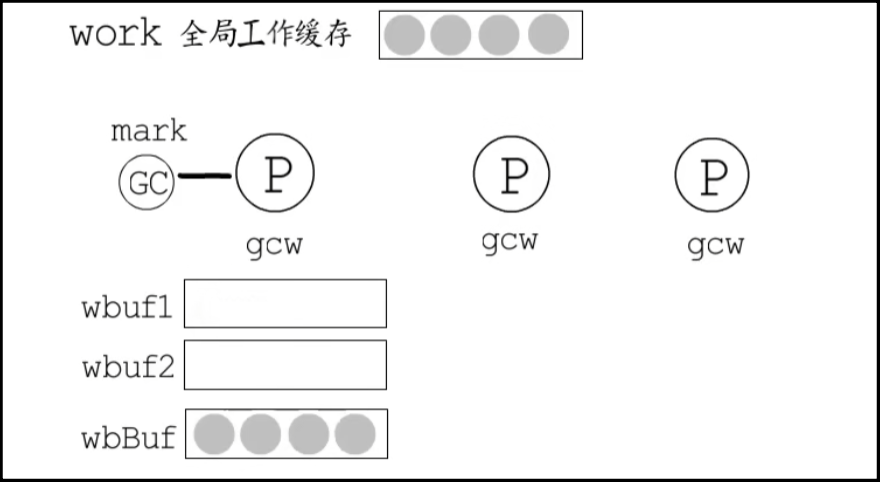 work 全局工作缓存
mark
GC P P P
gcw gcw gcw
wbuf1
wbuf2
wbBuf